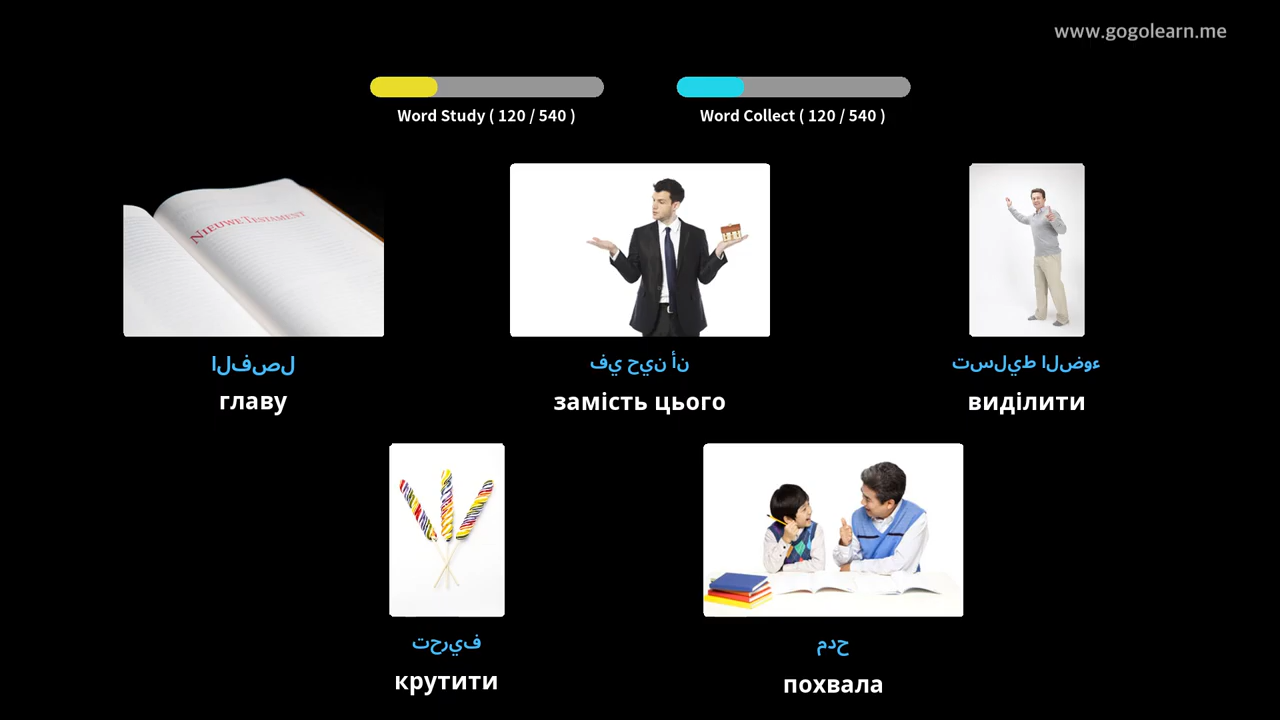 www.gogolearn.me
Word Study ( 120 / 540 )
Word Collect ( 120 / 540 )
الفصل
главу
في حين أن
замість цього
تسليط الضوء
виділити
تحريف
крутити
مدح
похвала
NIEUWE TESTAMENT